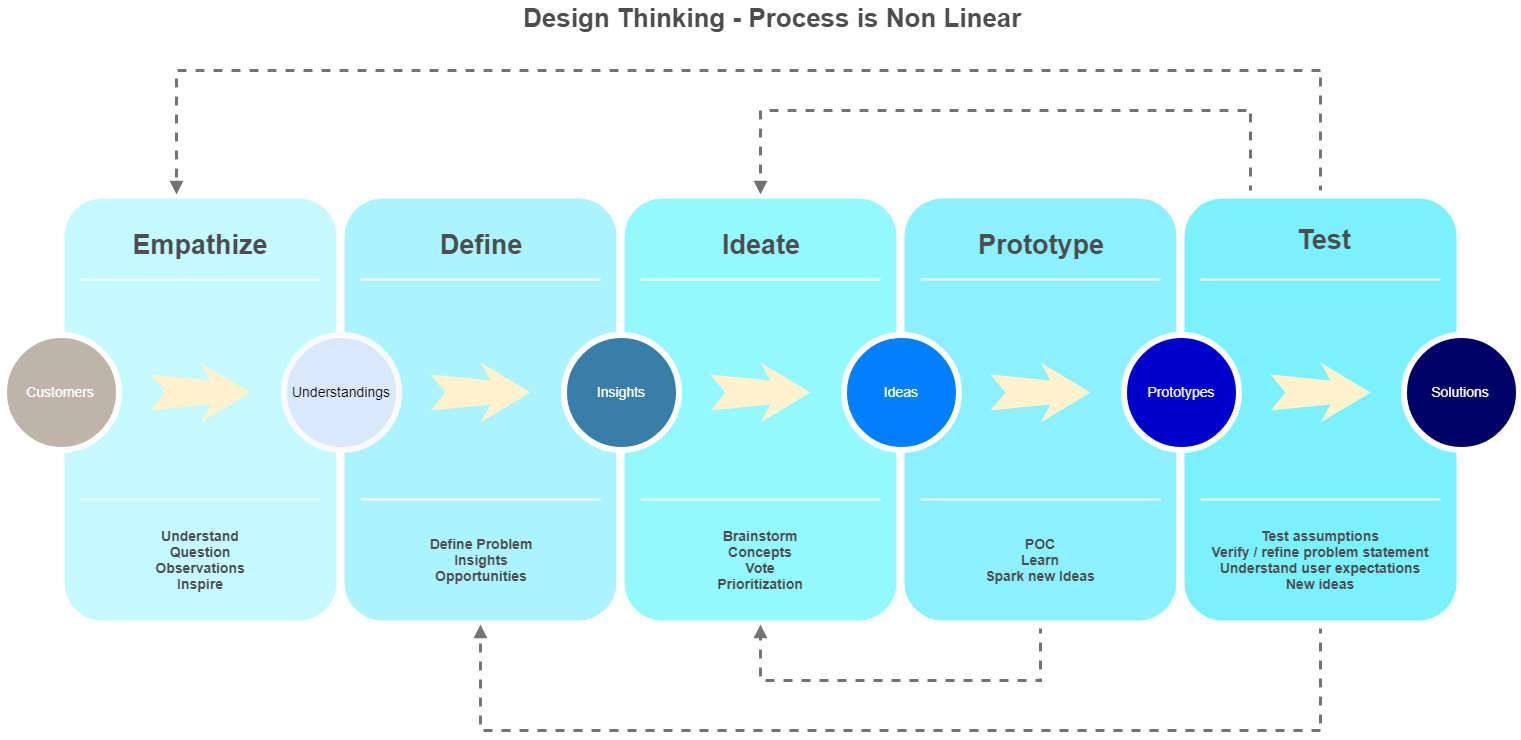 Design Thinking - Process is Non Linear
Empathize
Define
Ideate
Prototype
Test
Customers
Understandings
Insights
Ideas
Prototypes
Solutions
Understand
Question
Observations
Inspire
Define Problem
Insights
Opportunities
Brainstorm
Concepts
Vote
Prioritization
POC
Learn
Spark new Ideas
Test assumptions
Verify / refine problem statement
Understand user expectations
New ideas